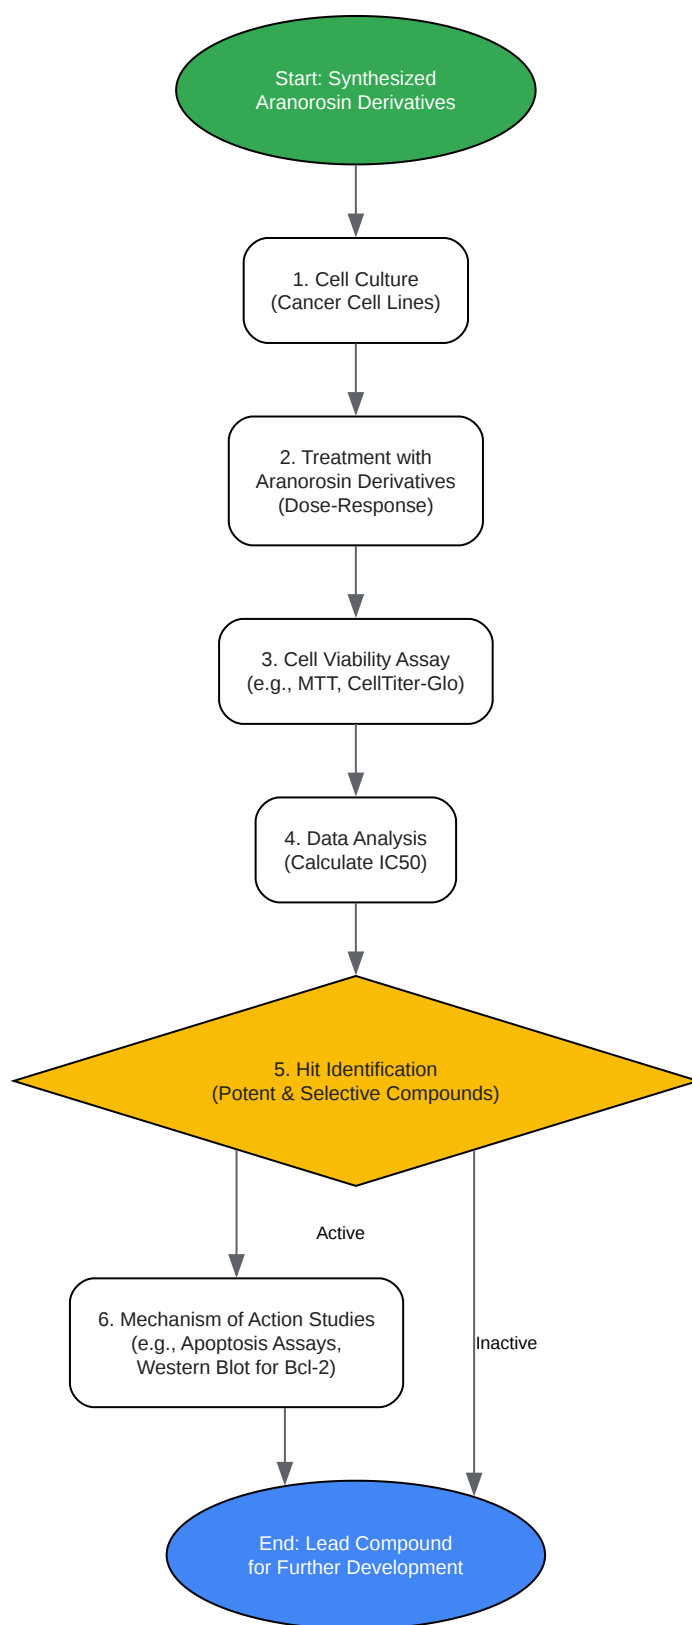 Start: Synthesized
Aranorosin Derivatives
1. Cell Culture
(Cancer Cell Lines)
2. Treatment with
Aranorosin Derivatives
(Dose-Response)
3. Cell Viability Assay
(e.g., MTT, CellTiter-Glo)
4. Data Analysis
(Calculate IC50)
5. Hit Identification
(Potent & Selective Compounds)
Active
6. Mechanism of Action Studies
(e.g., Apoptosis Assays,
Western Blot for Bcl-2)
Inactive
End: Lead Compound
for Further Development